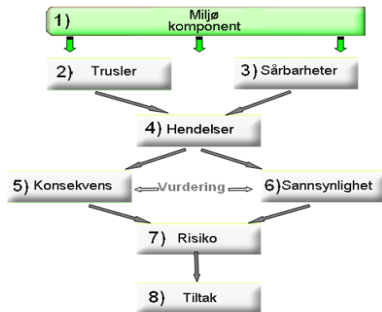 1) Miljø
komponent
2) Trusler
3) Sårbarheter
4) Hendelser
5) Konsekvens
Vurdering
6) Sannsynlighet
7) Risiko
8) Tiltak